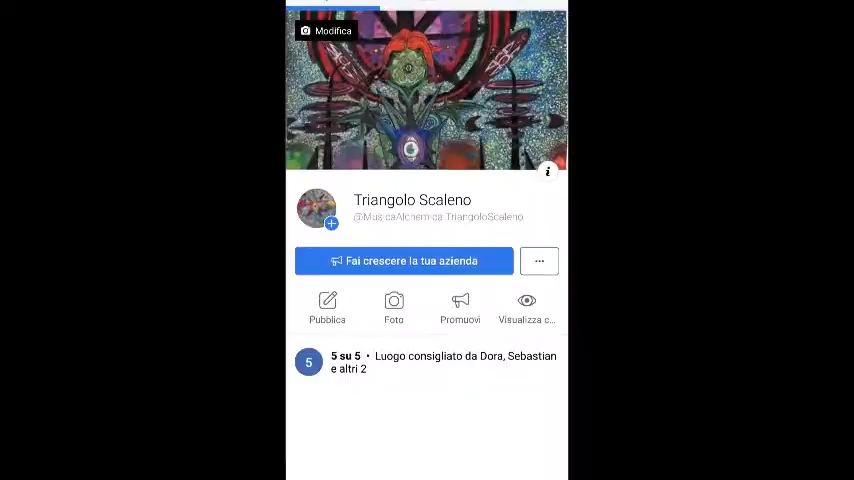 Modifica
Triangolo Scaleno
@MusicaAlchemica.TriangoloScaleno
Fai crescere la tua azienda
Pubblica
Foto
Promuovi
Visualizza c...
5
5 su 5 • Luogo consigliato da Dora, Sebastian
e altri 2